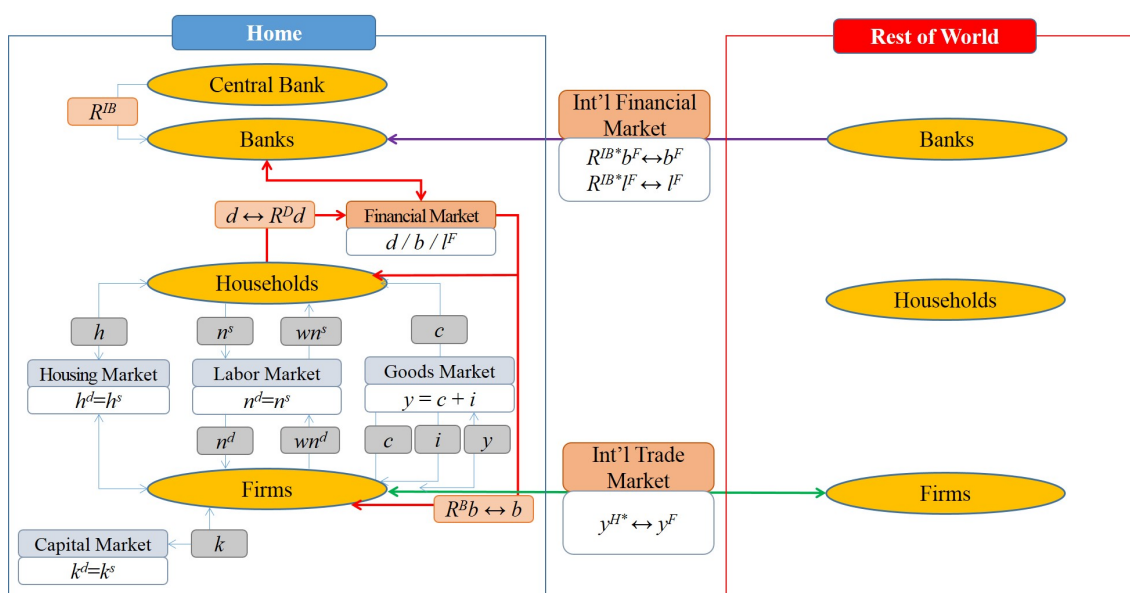 Home
Rest of World
Central Bank
R^IB
Banks
Int'l Financial
Market
R^IB* b^F ↔ b^F
R^IB* l^F ↔ l^F
Banks
d ↔ R^D d
Financial Market
d / b / l^F
Households
Households
h
n^s
wn^s
c
Housing Market
h^d=h^s
Labor Market
n^d=n^s
Goods Market
y = c + i
n^d
wn^d
c
i
y
Int'l Trade
Market
y^H* ↔ y^F
Firms
R^B b ↔ b
Firms
Capital Market
k^d=k^s
k